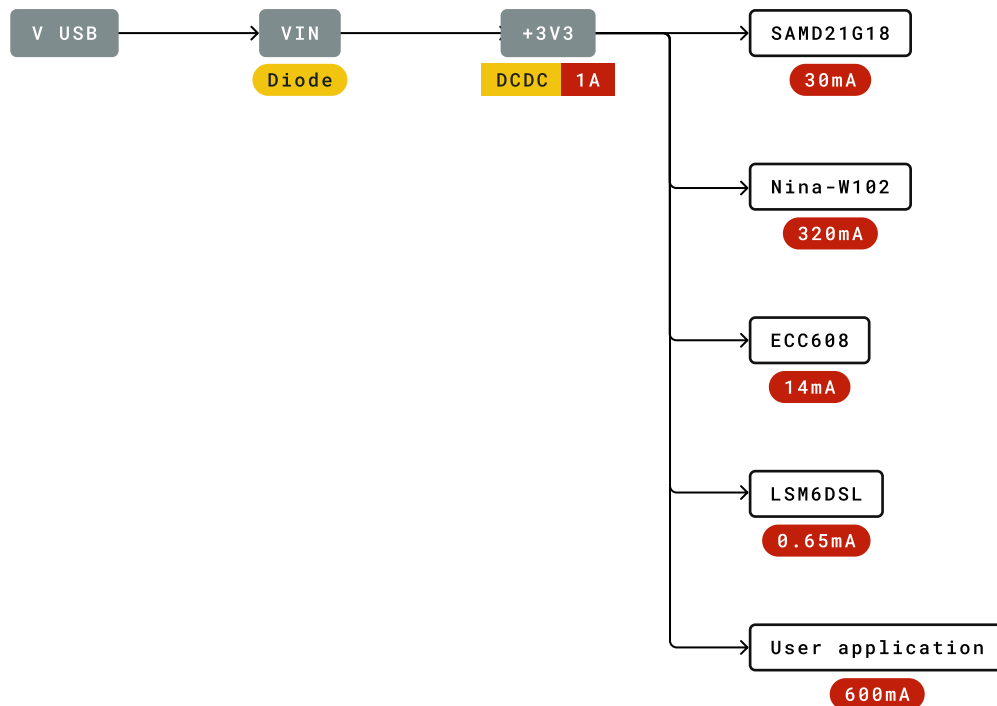 V USB
VIN
+3V3
SAMD21G18
Diode
DCDC
1A
30mA
Nina-W102
320mA
ECC608
14mA
LSM6DSL
0.65mA
User application
600mA